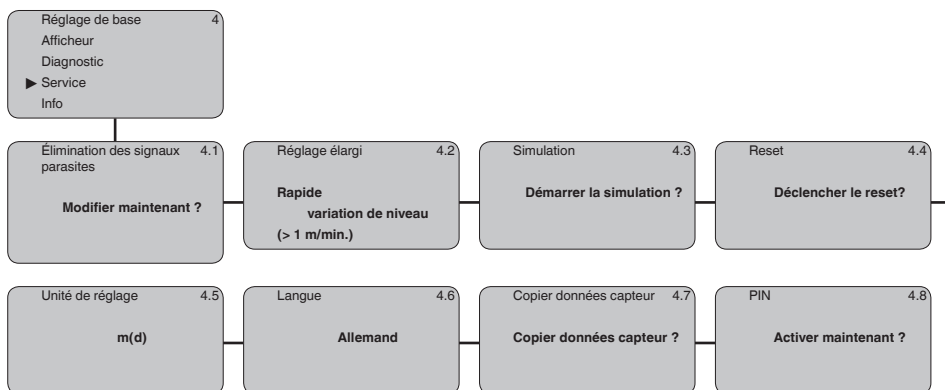 Réglage de base 4
Afficheur
Diagnostic
▶ Service
Info
Élimination des signaux 4.1
parasites
Modifier maintenant ?
Réglage élargi 4.2
Rapide
variation de niveau
(> 1 m/min.)
Simulation 4.3
Démarrer la simulation ?
Reset 4.4
Déclencher le reset?
Unité de réglage 4.5
m(d)
Langue 4.6
Allemand
Copier données capteur 4.7
Copier données capteur ?
PIN 4.8
Activer maintenant ?